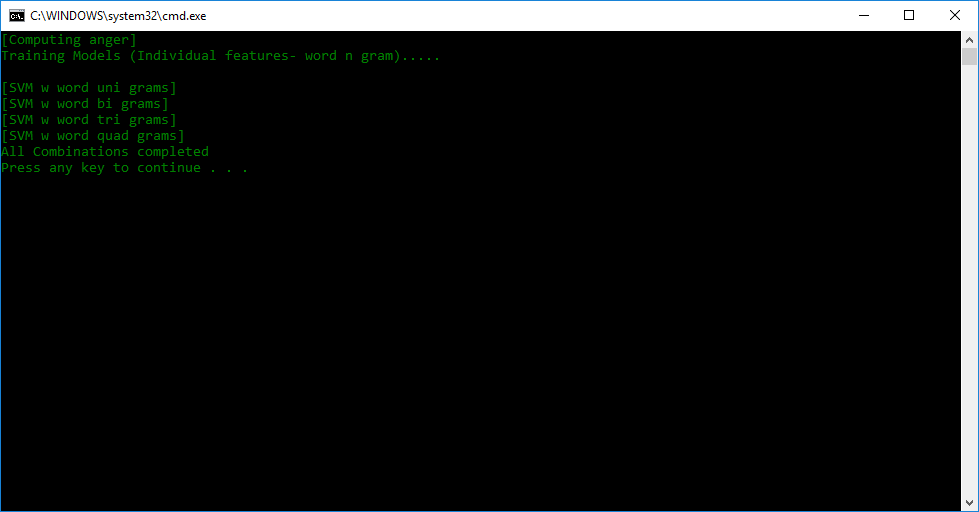 C:\WINDOWS\system32\cmd.exe
[Computing anger]
Training Models (Individual features- word n gram).....
[SVM w word uni grams]
[SVM w word bi grams]
[SVM w word tri grams]
[SVM w word quad grams]
All Combinations completed
Press any key to continue . . .